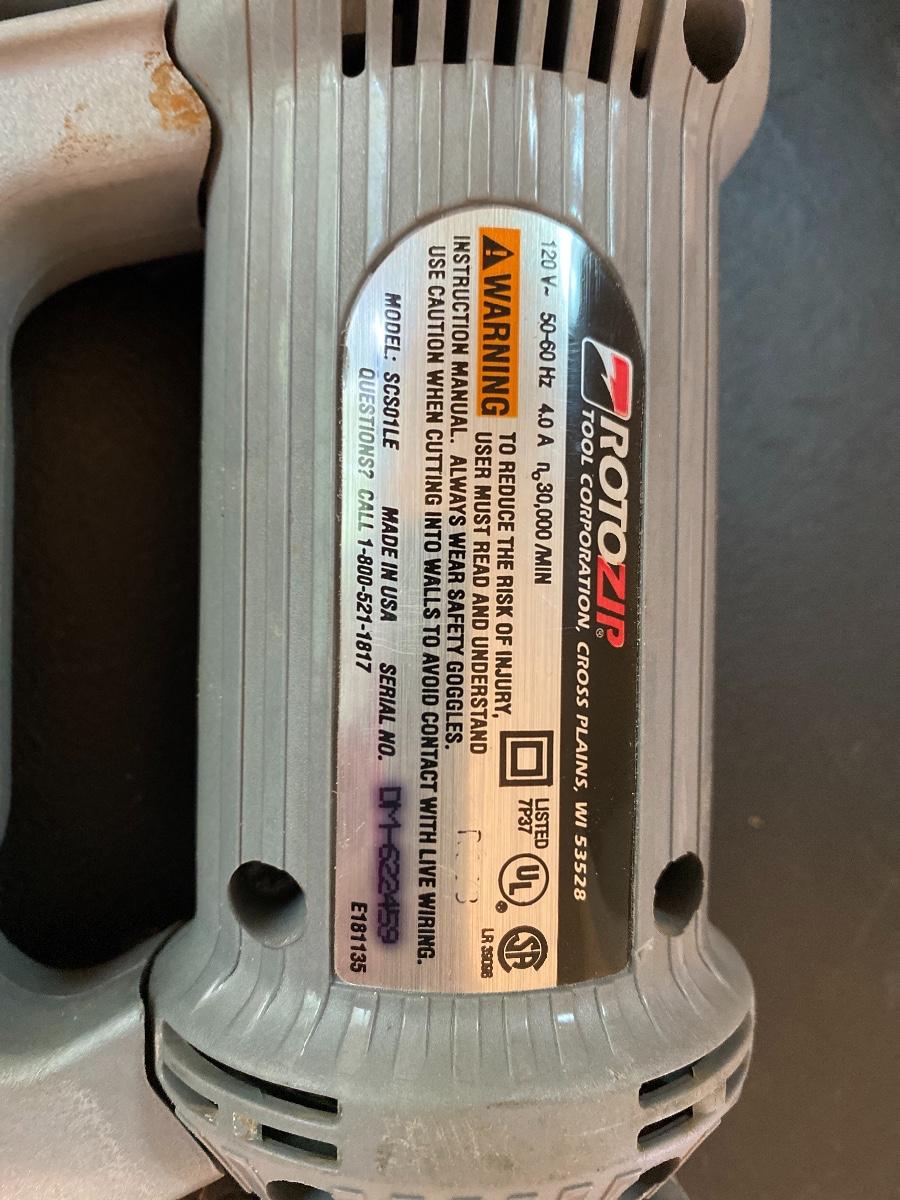 ROTOZIP®
TOOL CORPORATION, CROSS PLAINS, WI 53528
120 V~ 50-60 Hz 4.0 A n₀ 30,000 /MIN
LISTED
7P37
UL®
SA
LR 39098
WARNING TO REDUCE THE RISK OF INJURY,
USER MUST READ AND UNDERSTAND
INSTRUCTION MANUAL. ALWAYS WEAR SAFETY GOGGLES.
USE CAUTION WHEN CUTTING INTO WALLS TO AVOID CONTACT WITH LIVE WIRING.
MODEL: SCS01LE MADE IN USA SERIAL NO. DM-622459
QUESTIONS? CALL 1-800-521-1817
E181135